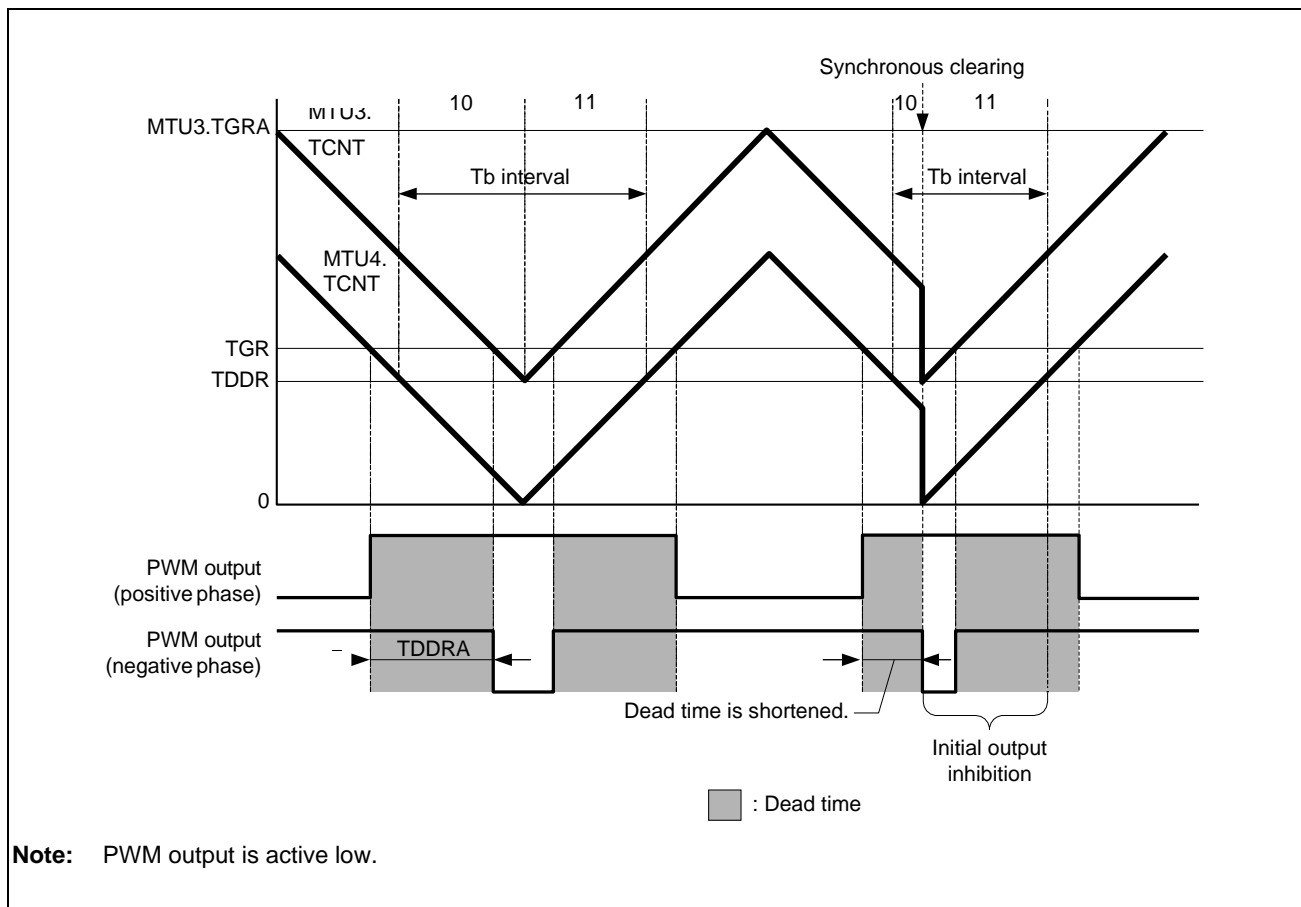 Synchronous clearing
10
11
10
11
MTU3.TGRA
MTU3.
TCNT
Tb interval
Tb interval
MTU4.
TCNT
TGR
TDDR
0
PWM output
(positive phase)
PWM output
(negative phase)
TDDRA
Dead time is shortened.
Initial output
inhibition
: Dead time
Note: PWM output is active low.